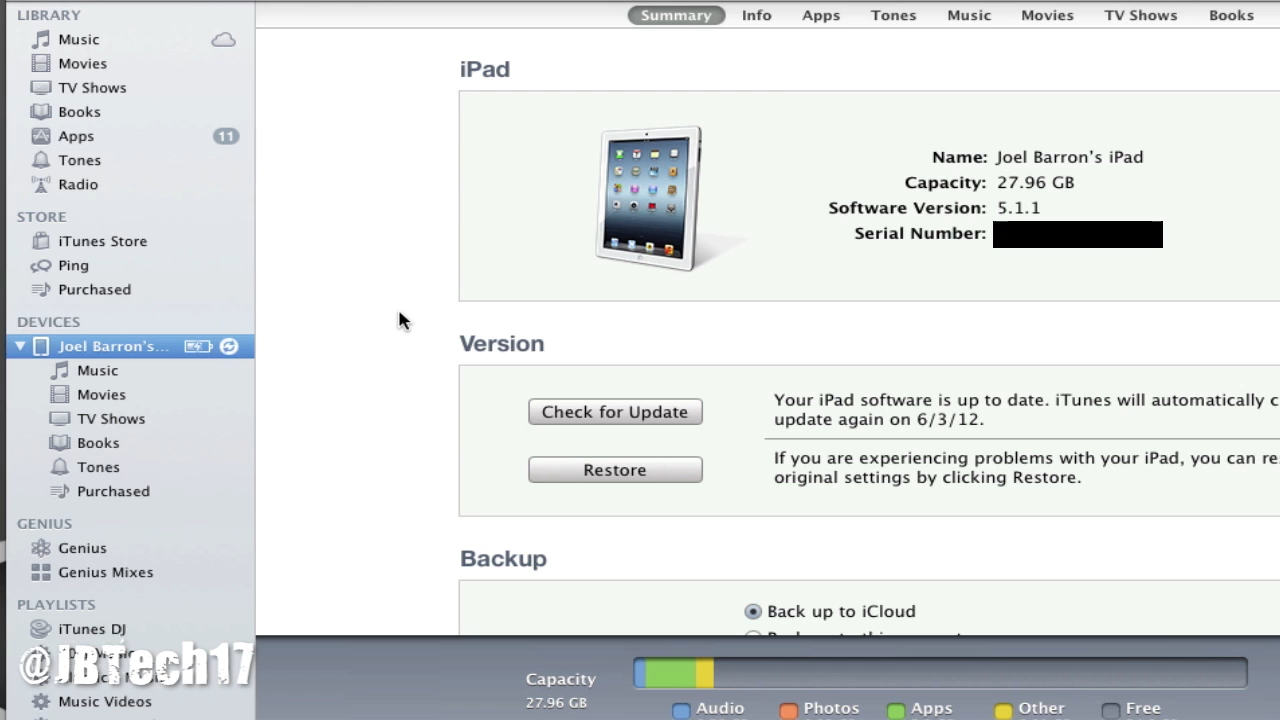 LIBRARY
Music
Movies
TV Shows
Books
Apps 11
Tones
Radio
STORE
iTunes Store
Ping
Purchased
DEVICES
Joel Barron's...
Music
Movies
TV Shows
Books
Tones
Purchased
GENIUS
Genius
Genius Mixes
PLAYLISTS
iTunes DJ
@JBTech17
Music Videos
Summary Info Apps Tones Music Movies TV Shows Books
iPad
Name: Joel Barron's iPad
Capacity: 27.96 GB
Software Version: 5.1.1
Serial Number:
Version
Check for Update
Your iPad software is up to date. iTunes will automatically c
update again on 6/3/12.
Restore
If you are experiencing problems with your iPad, you can re
original settings by clicking Restore.
Backup
Back up to iCloud
Capacity
27.96 GB
Audio Photos Apps Other Free